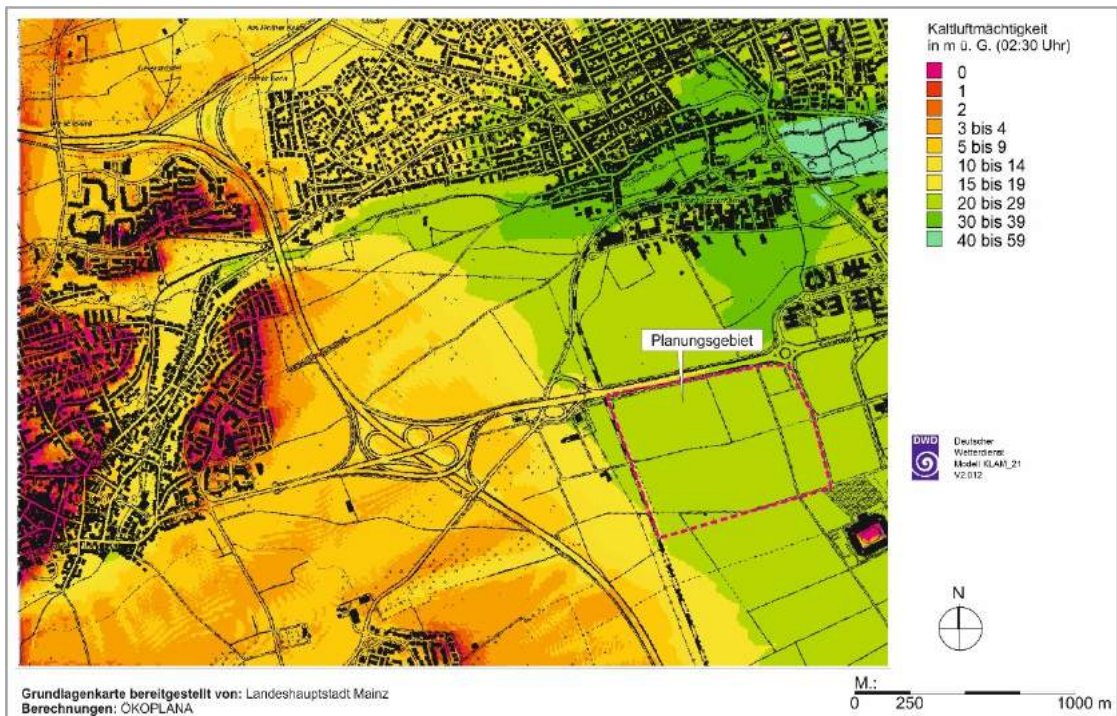 Kaltluftmächtigkeit
in m ü. G. (02:30 Uhr)
0
1
2
3 bis 4
5 bis 9
10 bis 14
15 bis 19
20 bis 29
30 bis 39
40 bis 59
Planungsgebiet
DWD
Deutscher
Wetterdienst
Modell KLAM_21
V2.012
N
M.:
0 250 1000 m
Grundlagenkarte bereitgestellt von: Landeshauptstadt Mainz
Berechnungen: ÖKOPLANA